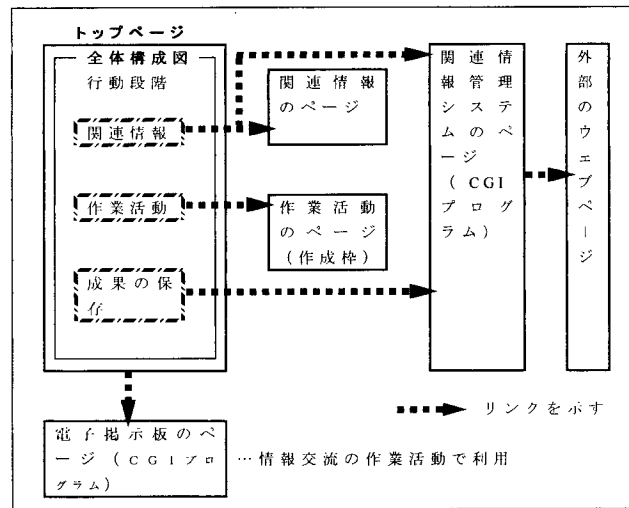 トップページ
全体構成図
行動段階
関連情報
作業活動
成果の保
存
関連情報
のページ
作業活動
のページ
(作成枠)
関連情
報管理
システ
ムのペ
ージ
(CGI
プログ
ラム)
外部のウェブページ
リンクを示す
電子掲示板のペ
ージ(CGIプロ
グラム)
…情報交流の作業活動で利用